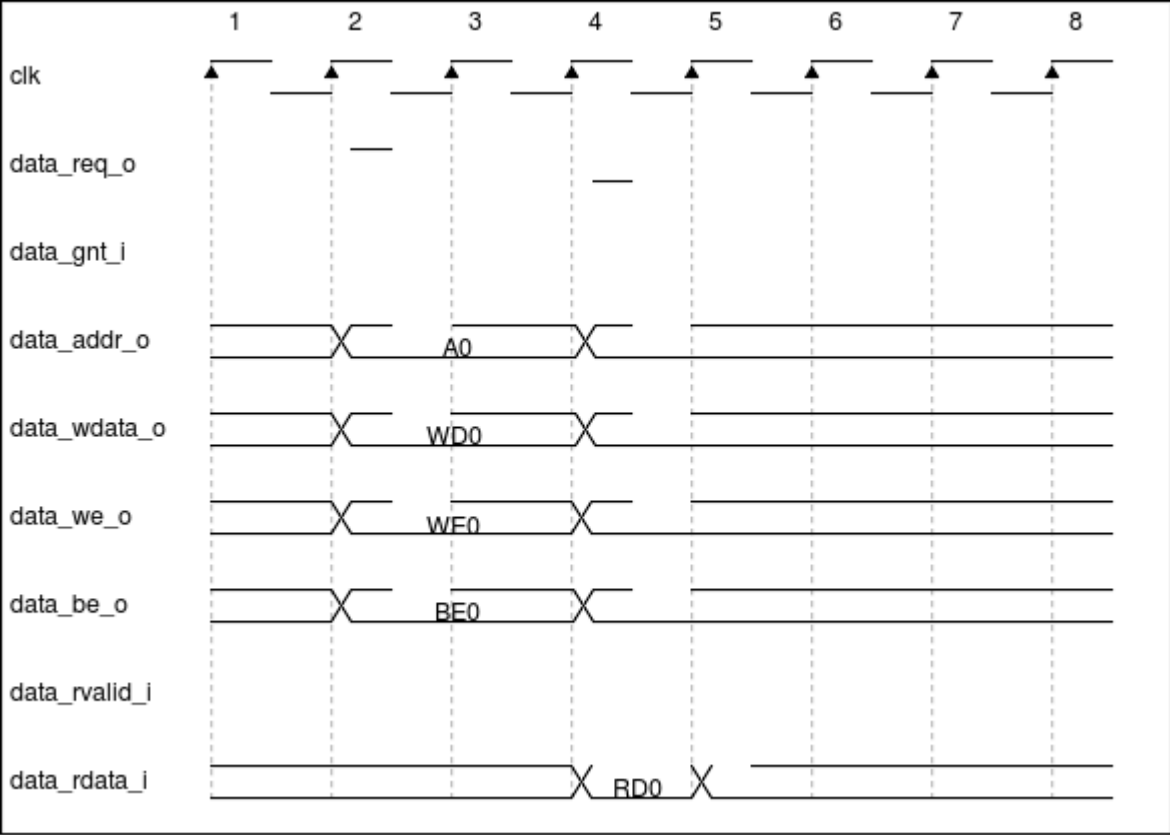 1 2 3 4 5 6 7 8
clk
data_req_o
data_gnt_i
data_addr_o A0
data_wdata_o WD0
data_we_o WE0
data_be_o BE0
data_rvalid_i
data_rdata_i RD0